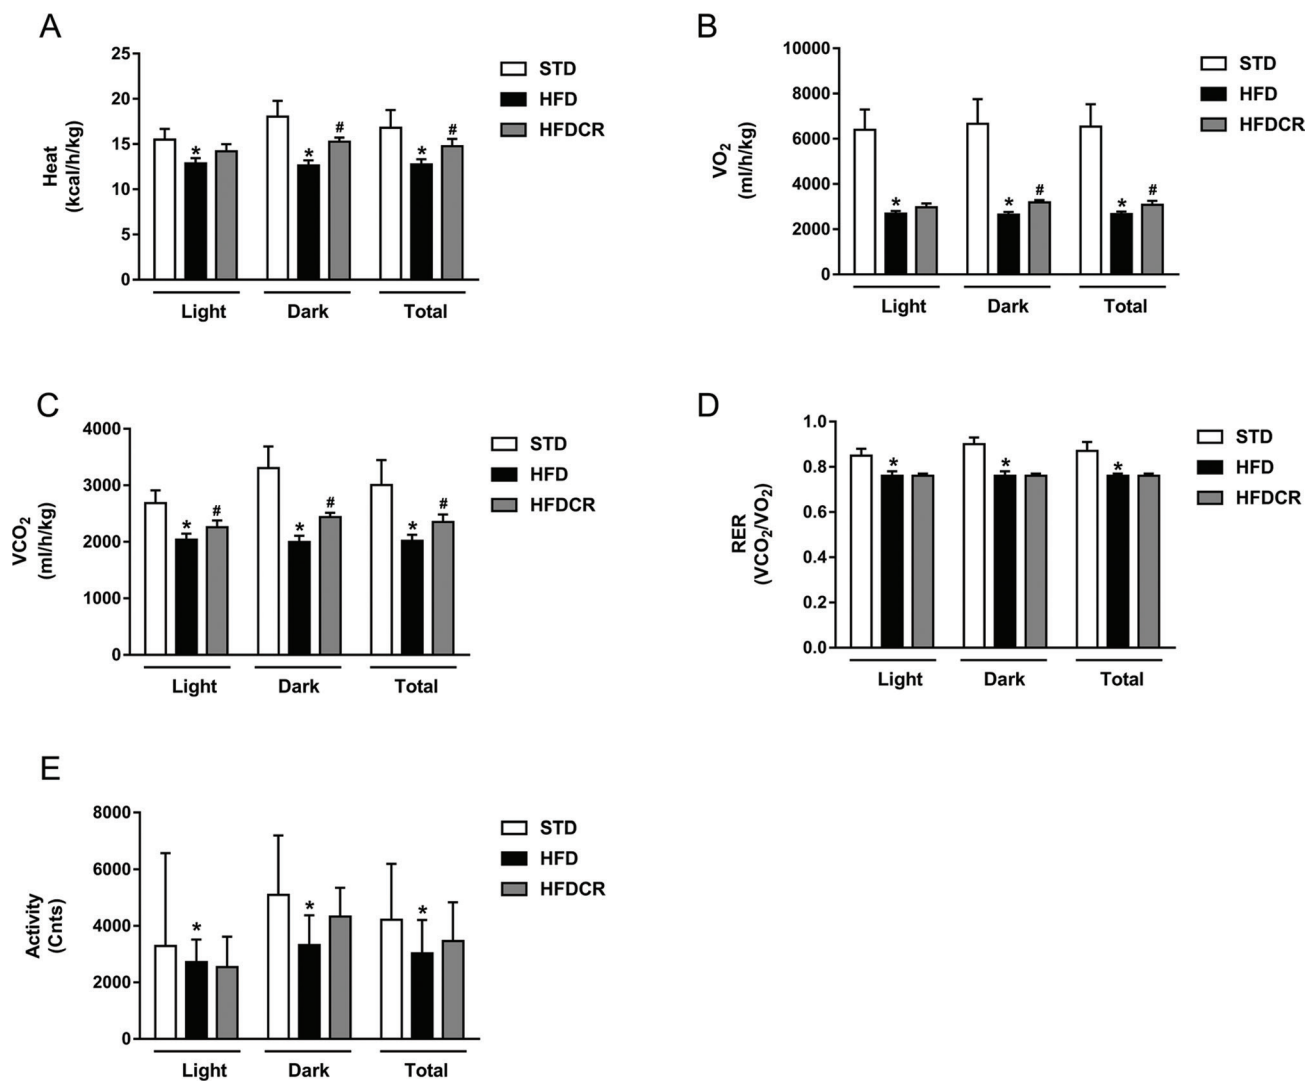 A
Heat
(kcal/h/kg)
25
20
15
10
5
0
* * # * #
Light Dark Total
STD
HFD
HFDCR
B
VO2
(ml/h/kg)
10000
8000
6000
4000
2000
0
* * # * #
Light Dark Total
STD
HFD
HFDCR
C
VCO2
(ml/h/kg)
4000
3000
2000
1000
0
* # * # * #
Light Dark Total
STD
HFD
HFDCR
D
RER
(VCO2/VO2)
1.0
0.8
0.6
0.4
0.2
0.0
* * *
Light Dark Total
STD
HFD
HFDCR
E
Activity
(Cnts)
8000
6000
4000
2000
0
* * *
Light Dark Total
STD
HFD
HFDCR